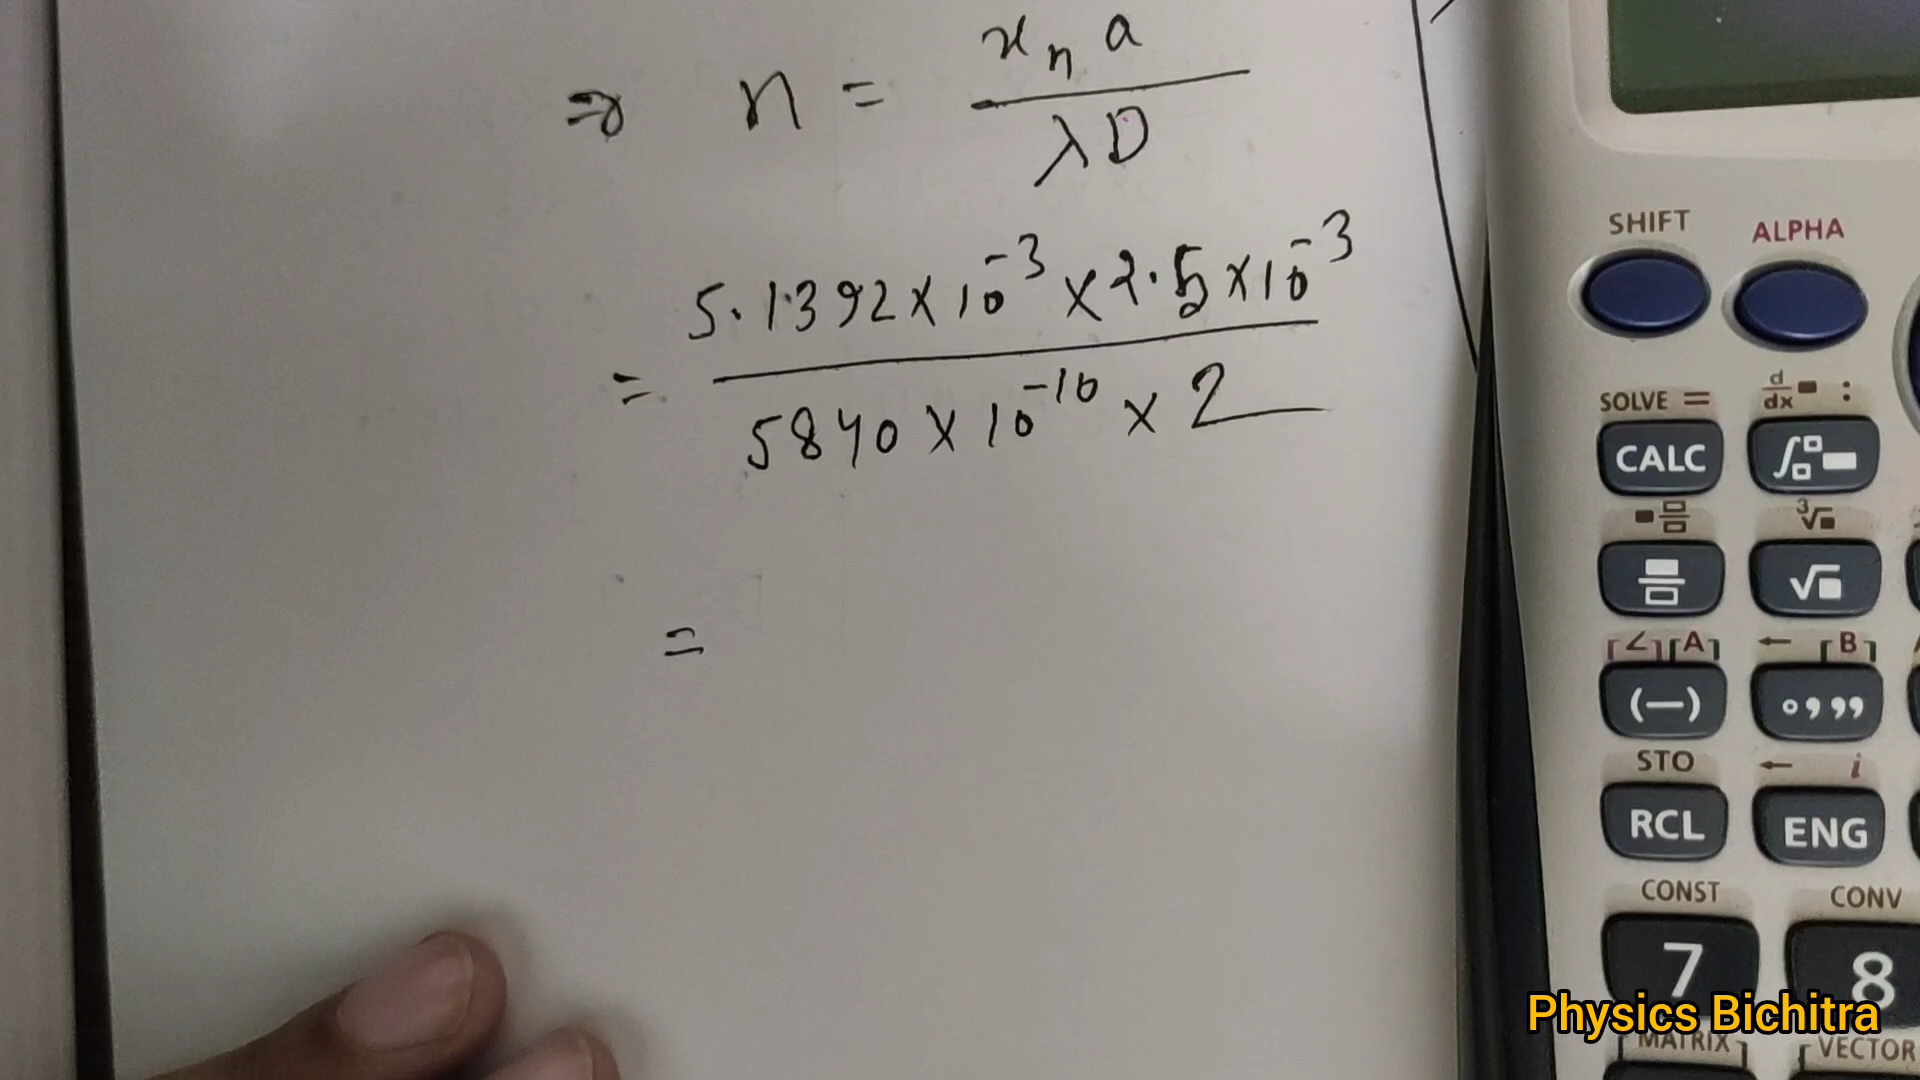 ⇒ n = xₙ a / λD
= 5.1392 × 10⁻³ × 2.5 × 10⁻³ / 5840 × 10⁻¹⁰ × 2
=
SHIFT ALPHA
SOLVE = d/dx :
CALC ∫
∛ 
√
∠ A ← B
(−) ° ’ ’’
STO ← i
RCL ENG
CONST CONV
7 8
Physics Bichitra
MATRIX VECTOR